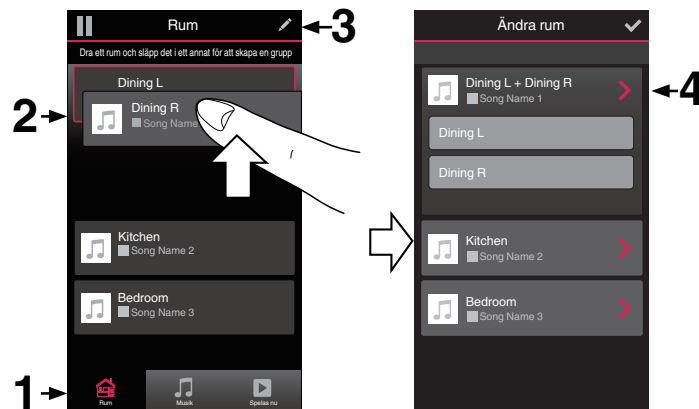 Rum
3
Dra ett rum och släpp det i ett annat för att skapa en grupp
2
Dining L
Dining R
Song Name
Kitchen
Song Name 2
Bedroom
Song Name 3
1
Rum
Musik
Spelas nu
Ändra rum
4
Dining L + Dining R
Song Name 1
Dining L
Dining R
Kitchen
Song Name 2
Bedroom
Song Name 3